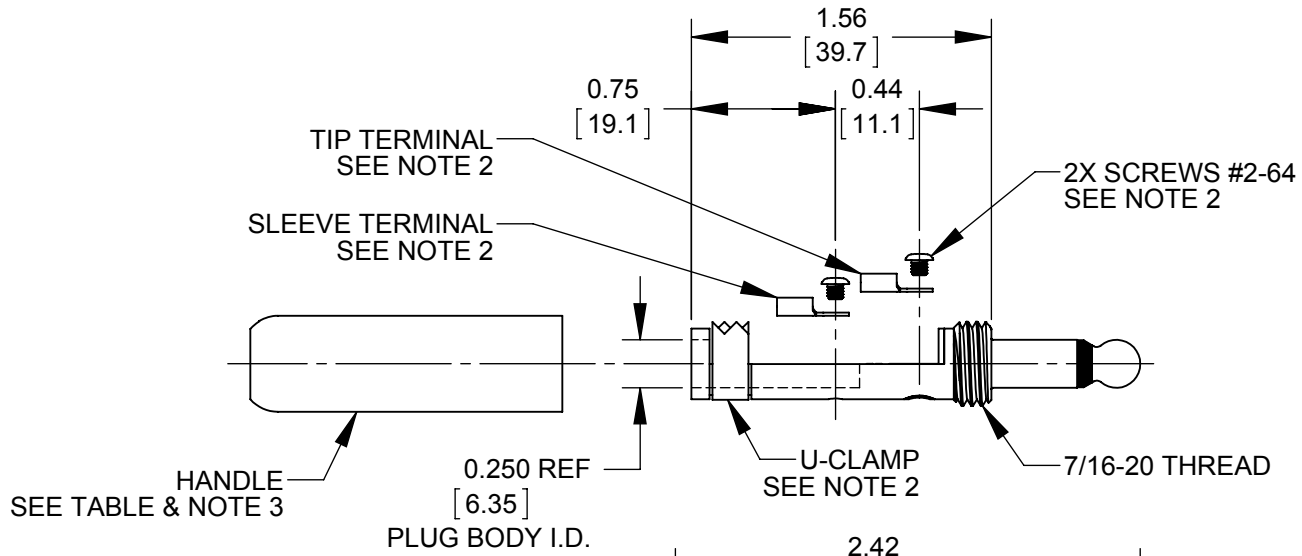 1.56
[39.7]
0.75
[19.1]
0.44
[11.1]
TIP TERMINAL
SEE NOTE 2
2X SCREWS #2-64
SEE NOTE 2
SLEEVE TERMINAL
SEE NOTE 2
HANDLE
SEE TABLE & NOTE 3
0.250 REF
[6.35]
PLUG BODY I.D.
U-CLAMP
SEE NOTE 2
7/16-20 THREAD
2.42